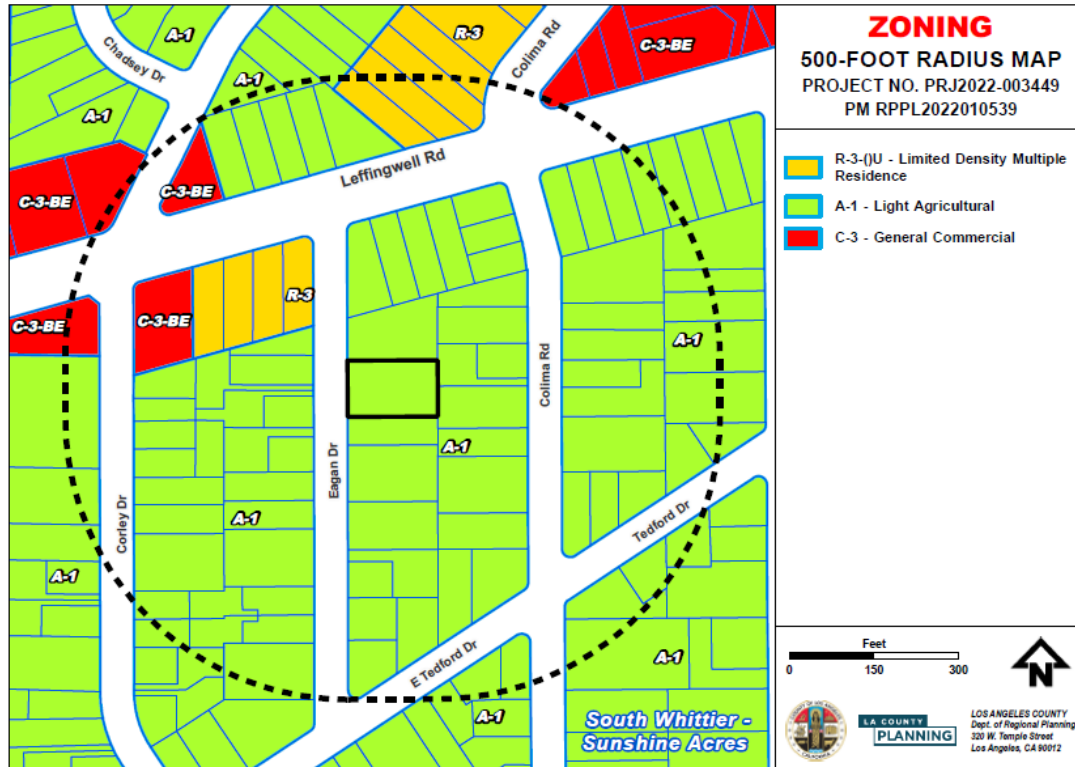 ZONING
500-FOOT RADIUS MAP
PROJECT NO. PRJ2022-003449
PM RPPL2022010539
R-3-()U - Limited Density Multiple
Residence
A-1 - Light Agricultural
C-3 - General Commercial
Chadsey Dr
A-1
A-1
A-1
R-3
Colima Rd
C-3-BE
C-3-BE
C-3-BE
Leffingwell Rd
C-3-BE
C-3-BE
R-3
A-1
Colima Rd
Eagan Dr
A-1
Corley Dr
A-1
Tedford Dr
A-1
E Tedford Dr
A-1
A-1
South Whittier -
Sunshine Acres
Feet
0 150 300
N
LA COUNTY
PLANNING
LOS ANGELES COUNTY
Dept. of Regional Planning
320 W. Temple Street
Los Angeles, CA 90012